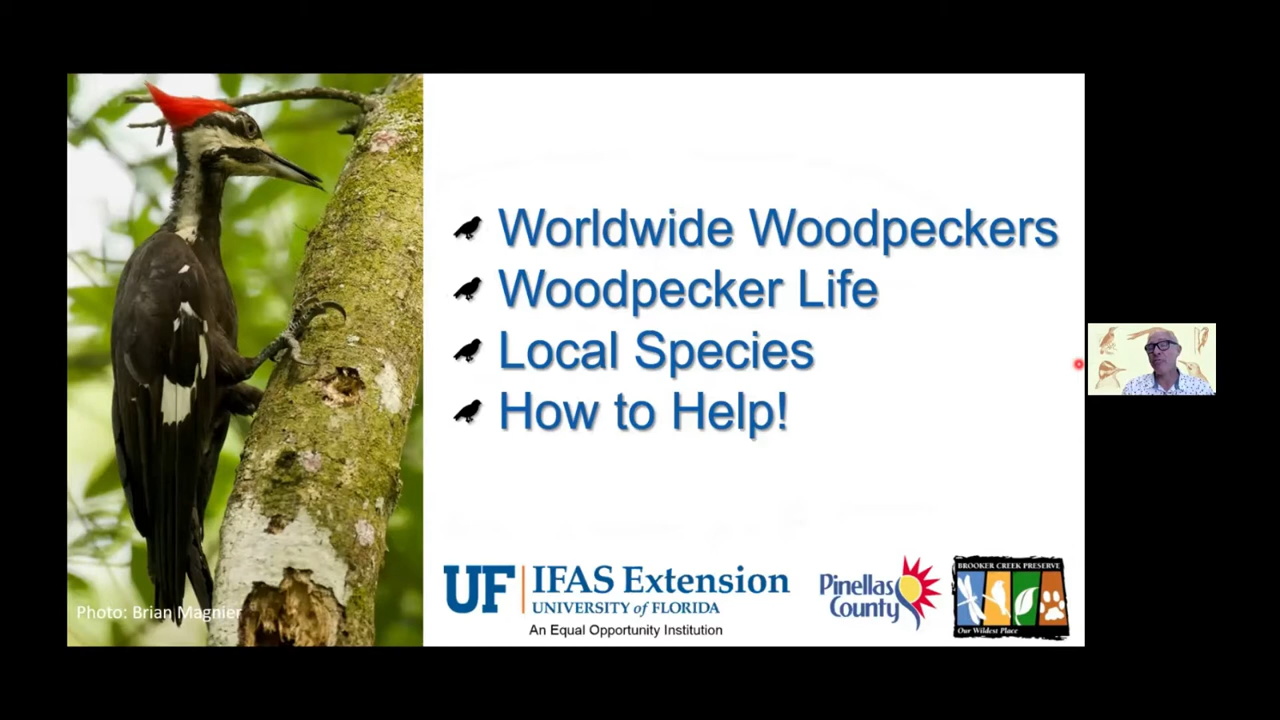 Worldwide Woodpeckers
Woodpecker Life
Local Species
How to Help!
Photo: Brian Magnier
UF IFAS Extension
UNIVERSITY of FLORIDA
An Equal Opportunity Institution
Pinellas
County
BROOKER CREEK PRESERVE
Our Wildest Place